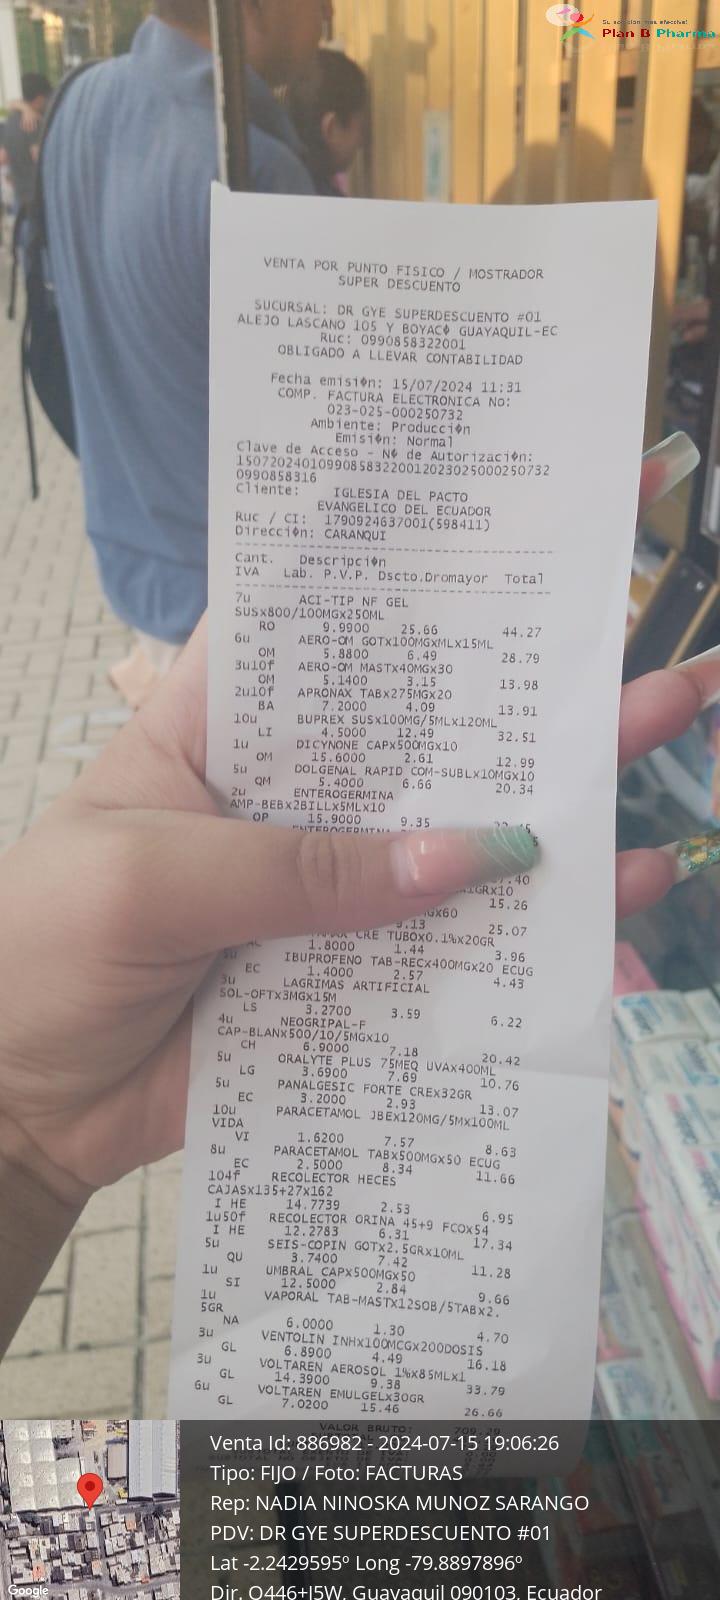 Su solución más efectiva!
Plan B Pharma
VENTA POR PUNTO FISICO / MOSTRADOR
SUPER DESCUENTO
SUCURSAL: DR GYE SUPERDESCUENTO #01
ALEJO LASCANO 105 Y BOYAC� GUAYAQUIL-EC
Ruc: 0990858322001
OBLIGADO A LLEVAR CONTABILIDAD
Fecha emisi�n: 15/07/2024 11:31
COMP. FACTURA ELECTRONICA No:
023-025-000250732
Ambiente: Producci�n
Emisi�n: Normal
Clave de Acceso - N� de Autorizaci�n:
150720240109908583220012023025000250732
0990858316
Cliente: IGLESIA DEL PACTO
EVANGELICO DEL ECUADOR
Ruc / CI: 1790924637001(598411)
Direcci�n: CARANQUI
Cant. Descripci�n
IVA Lab. P.V.P. Dscto.Dromayor Total
7u ACI-TIP NF GEL
SUSx800/100MGx250ML
RO 9.9900 25.66 44.27
6u AERO-OM GOTx100MGxMLx15ML
OM 5.8800 6.49 28.79
3u10f AERO-OM MASTx40MGx30
OM 5.1400 3.15 13.98
2u10f APRONAX TABx275MGx20
BA 7.2000 4.09 13.91
10u BUPREX SUSx100MG/5MLx120ML
LI 4.5000 12.49 32.51
1u DICYNONE CAPx500MGx10
OM 15.6000 2.61 12.99
5u DOLGENAL RAPID COM-SUBLx10MGx10
QM 5.4000 6.66 20.34
2u ENTEROGERMINA
AMP-BEBx2BILLx5MLx10
OP 15.9000 9.35
ENTEROGERMINA
.40
1GRx10
15.26
Gx60
3.13 25.07
CRE TUBOx0.1%x20GR
AC 1.8000 1.44 3.96
5u IBUPROFENO TAB-RECx400MGx20 ECUG
EC 1.4000 2.57 4.43
3u LAGRIMAS ARTIFICIAL
SOL-OFTx3MGx15M
LS 3.2700 3.59 6.22
4u NEOGRIPAL-F
CAP-BLANx500/10/5MGx10
CH 6.9000 7.18 20.42
5u ORALYTE PLUS 75MEQ UVAx400ML
LG 3.6900 7.69 10.76
5u PANALGESIC FORTE CREx32GR
EC 3.2000 2.93 13.07
10u PARACETAMOL JBEx120MG/5Mx100ML
VIDA
VI 1.6200 7.57 8.63
8u PARACETAMOL TABx500MGx50 ECUG
EC 2.5000 8.34 11.66
104f RECOLECTOR HECES
CAJASx135+27x162
I HE 14.7739 2.53 6.95
1u50f RECOLECTOR ORINA 45+9 FCOx54
I HE 12.2783 6.31 17.34
5u SEIS-COPIN GOTx2.5GRx10ML
QU 3.7400 7.42 11.28
1u UMBRAL CAPx500MGx50
SI 12.5000 2.84 9.66
1u VAPORAL TAB-MASTx12SOB/5TABx2.
5GR
NA 6.0000 1.30 4.70
3u VENTOLIN INHx100MCGx200DOSIS
GL 6.8900 4.49 16.18
3u VOLTAREN AEROSOL 1%x85MLx1
GL 14.3900 9.38 33.79
6u VOLTAREN EMULGELx30GR
GL 7.0200 15.46 26.66
VALOR BRUTO:
Venta Id: 886982 - 2024-07-15 19:06:26
Tipo: FIJO / Foto: FACTURAS
Rep: NADIA NINOSKA MUNOZ SARANGO
PDV: DR GYE SUPERDESCUENTO #01
Lat -2.2429595º Long -79.8897896º
Dir. Q446+J5W, Guayaquil 090103, Ecuador
Google